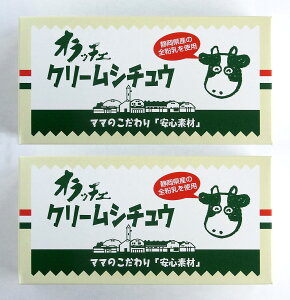 オラッチェ
クリームシチュウ
静岡県産の
全粉乳を使用
ママのこだわり「安心素材」
オラッチェ
クリームシチュウ
静岡県産の
全粉乳を使用
ママのこだわり「安心素材」